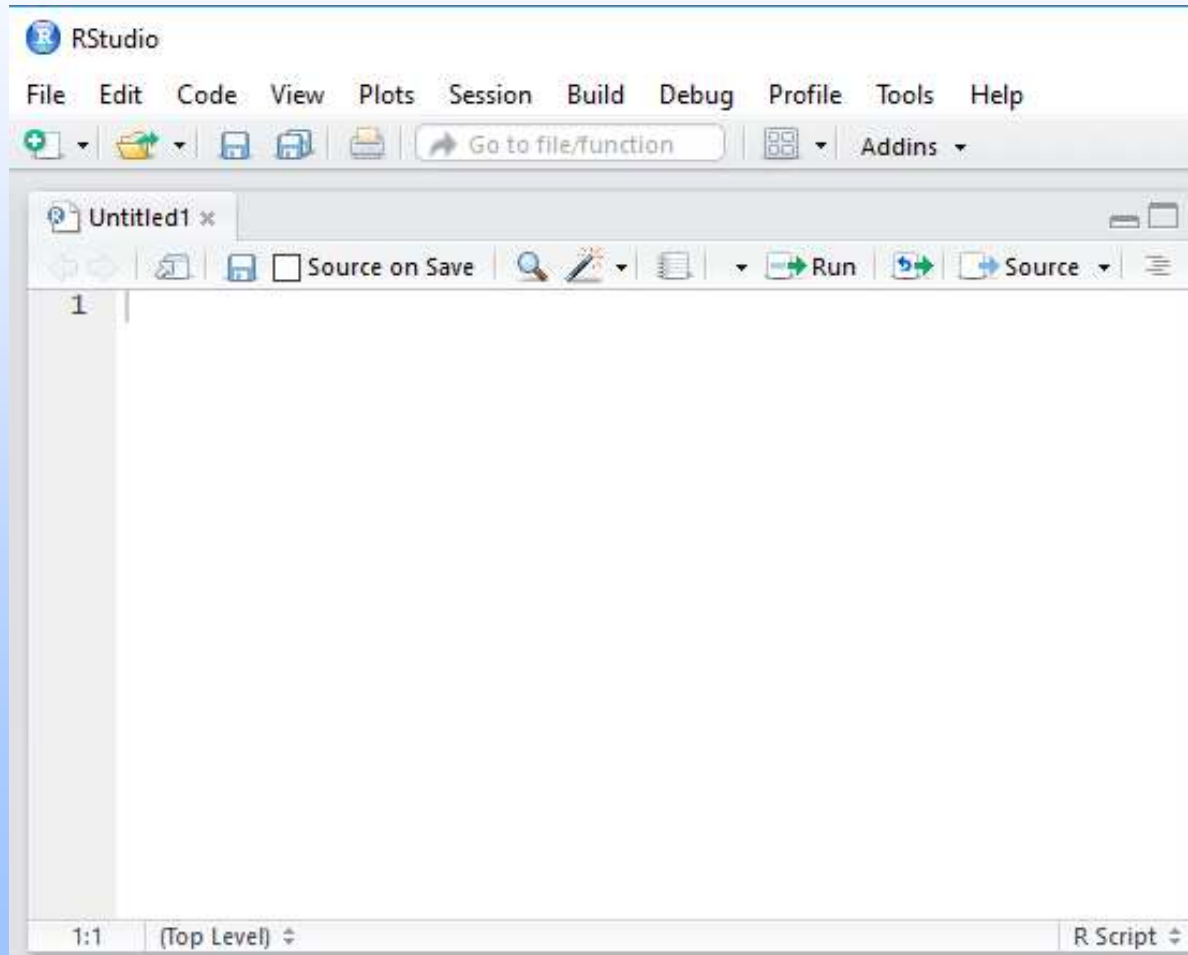 RStudio
File Edit Code View Plots Session Build Debug Profile Tools Help
Go to file/function Addins
Untitled1
Source on Save Run Source
1
1:1 (Top Level) R Script